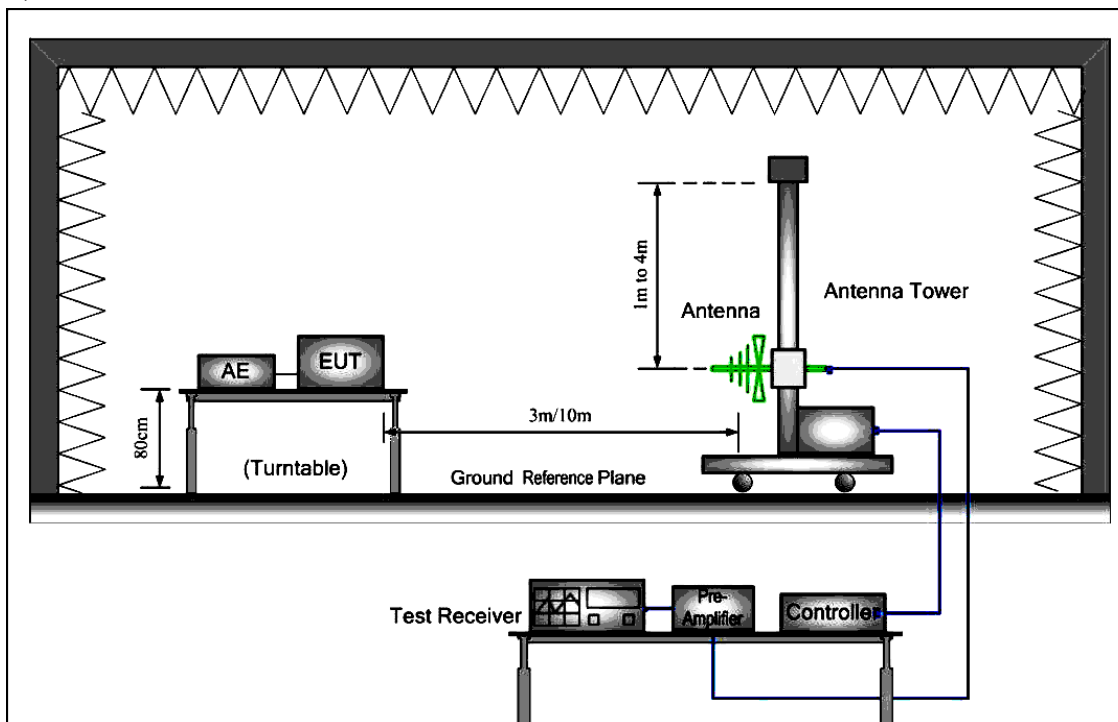 1m to 4m
Antenna
Antenna Tower
AE
EUT
80cm
3m/10m
(Turntable)
Ground Reference Plane
Test Receiver
Pre-
Amplifier
Controller